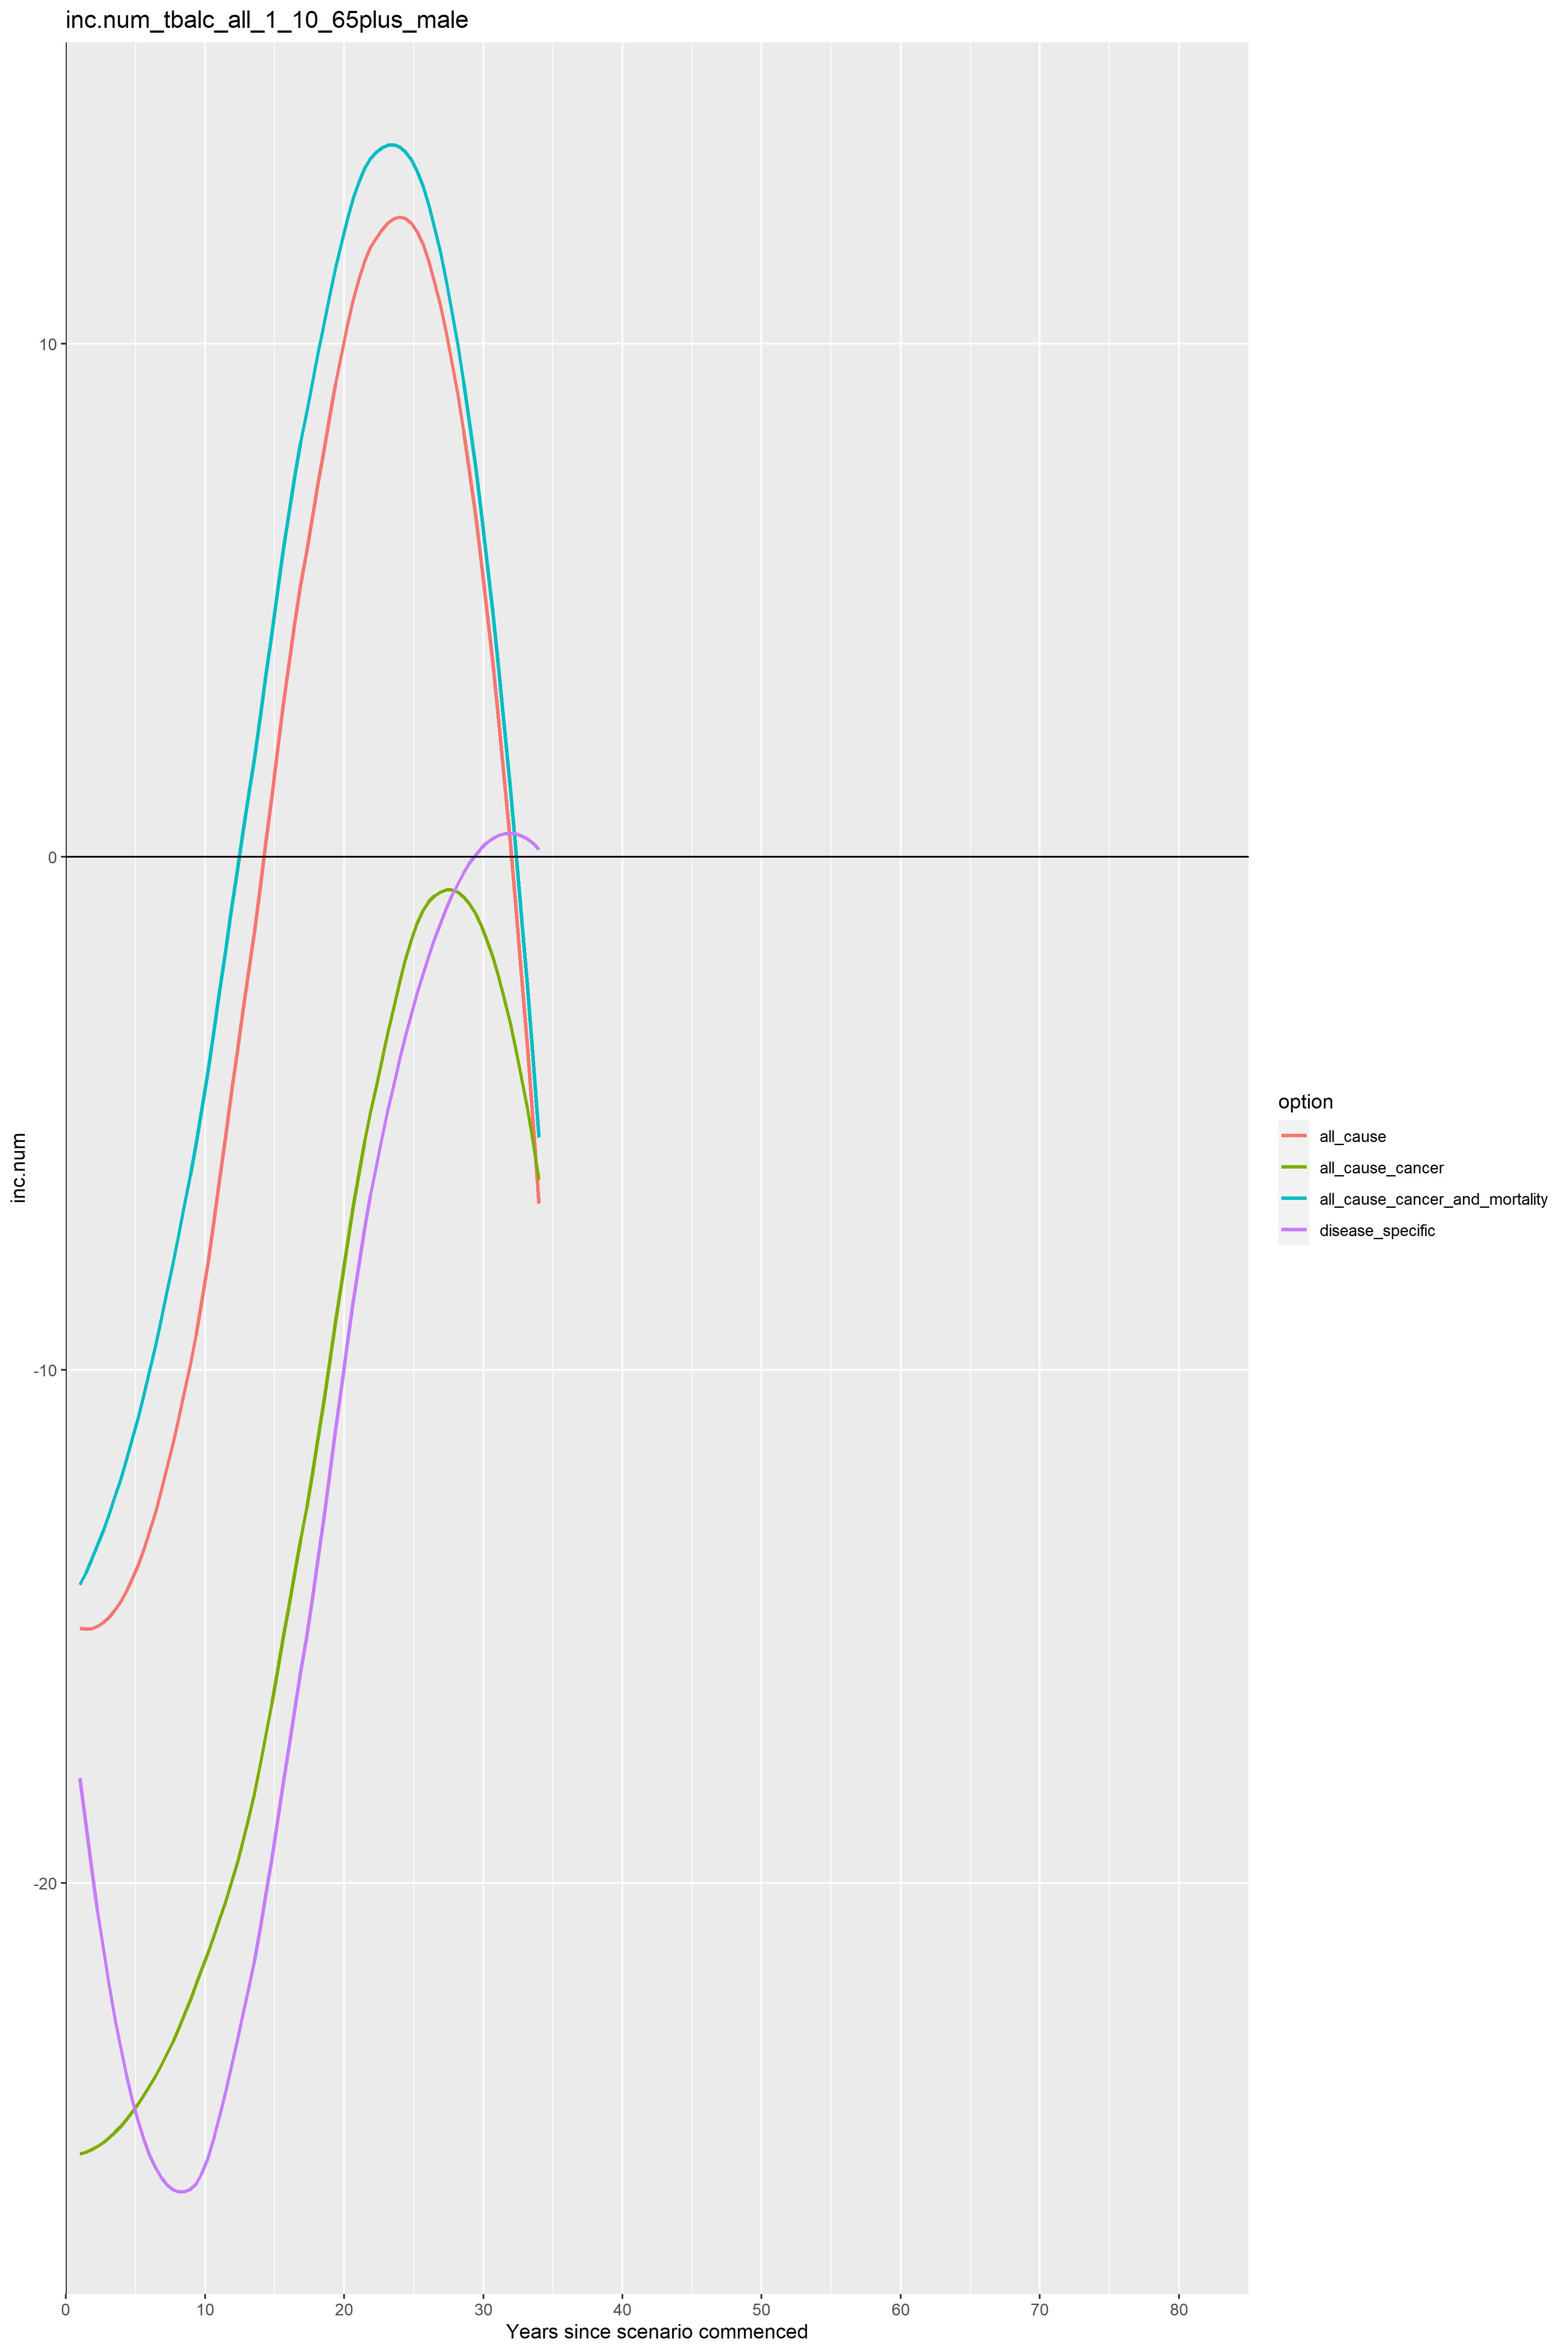 inc.num_tbalc_all_1_10_65plus_male
inc.num
10
0
-10
-20
0 10 20 30 40 50 60 70 80
Years since scenario commenced
option
all_cause
all_cause_cancer
all_cause_cancer_and_mortality
disease_specific